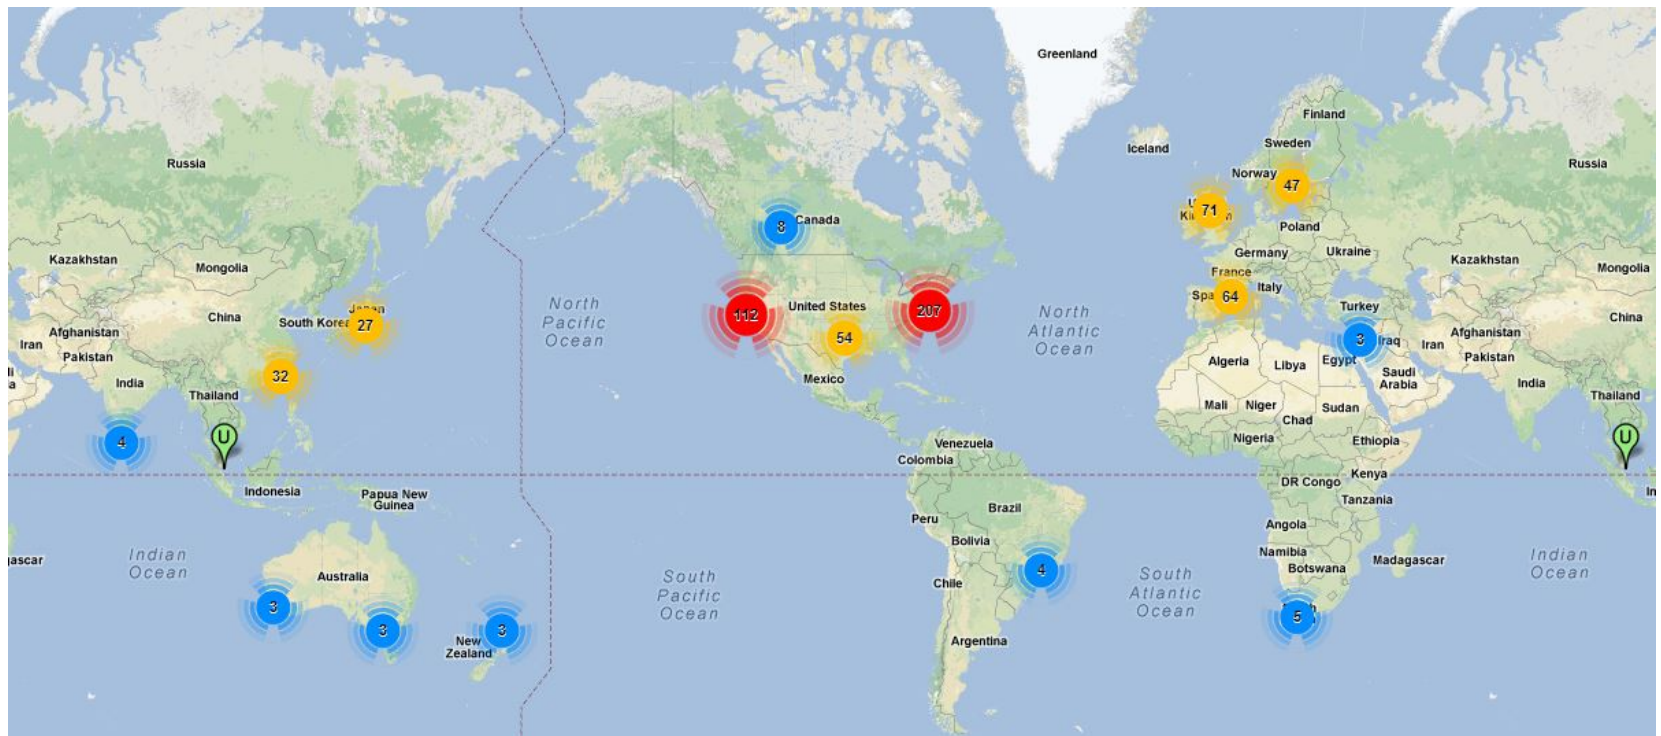 Greenland
Finland
Iceland
Sweden
Russia
Russia
Norway
47
71
8
Canada
Poland
Germany
Ukraine
Kazakhstan
Mongolia
Kazakhstan
Mongolia
France
Italy
64
North
Pacific
Ocean
United States
112
207
North
Atlantic
Ocean
Turkey
Japan
27
South Korea
China
China
Afghanistan
Iran
Pakistan
54
3
Iraq
Iran
Afghanistan
Pakistan
Algeria
Libya
Egypt
Saudi
Arabia
32
India
Thailand
Mexico
India
Thailand
Mali
Niger
Chad
Sudan
4
U
Venezuela
Colombia
Nigeria
Ethiopia
U
Indonesia
Papua New
Guinea
DR Congo
Kenya
Tanzania
In
Peru
Brazil
Bolivia
Angola
Namibia
Botswana
Madagascar
Indian
Ocean
gascar
Indian
Ocean
Australia
South
Pacific
Ocean
Chile
4
South
Atlantic
Ocean
3
3
3
5
New
Zealand
Argentina